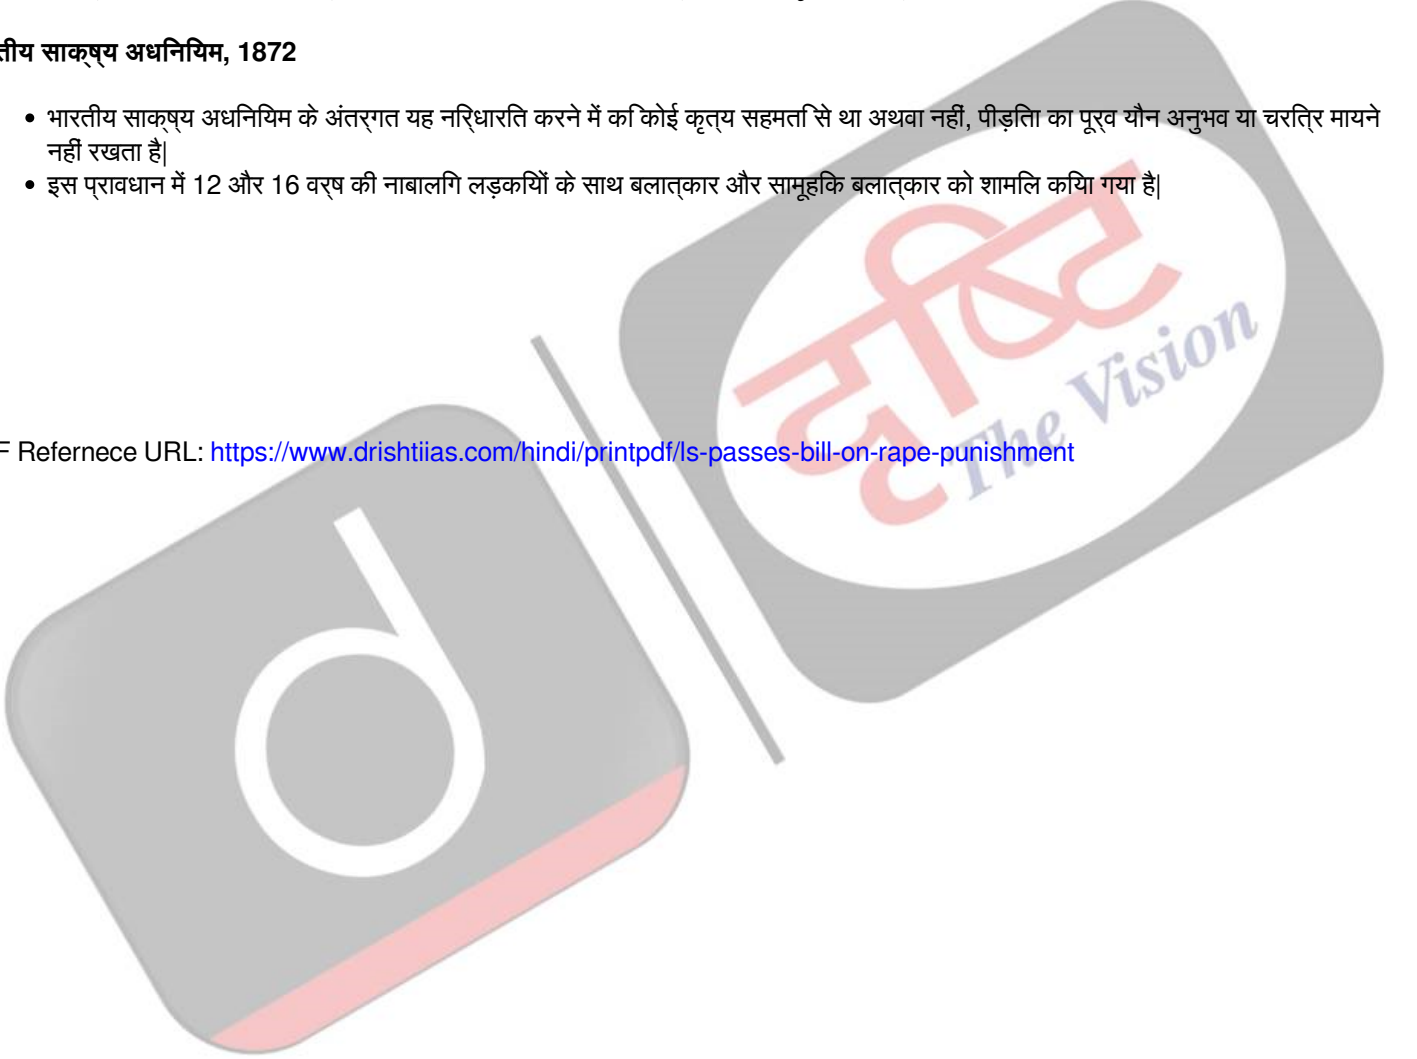 तीय साक्ष्य अधिनियिम, 1872
• भारतीय साक्ष्य अधिनियिम के अंतर्गत यह निर्धारति करने में कि कोई कृत्य सहमति से था अथवा नहीं, पीड़िता का पूर्व यौन अनुभव या चरित्र मायने
नहीं रखता है|
• इस प्रावधान में 12 और 16 वर्ष की नाबालिग लड़कियों के साथ बलात्कार और सामूहिक बलात्कार को शामिल किया गया है|
दृष्टि
The Vision
F Refernece URL: https://www.drishtiias.com/hindi/printpdf/ls-passes-bill-on-rape-punishment
d